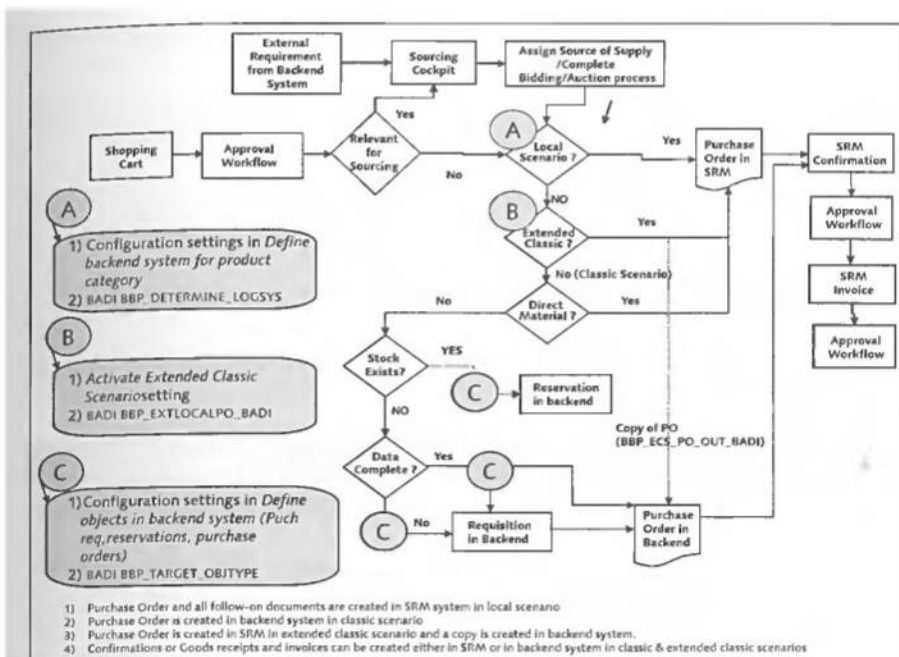 External
Requirement
from Backend
System
Sourcing
Cockpit
Assign Source of Supply
/Complete
Bidding/Auction process
Yes
Shopping
Cart
Approval
Workflow
Relevant
for
Sourcing
No
A
Local
Scenario ?
Yes
Purchase
Order in
SRM
SRM
Confirmation
NO
B
Extended
Classic ?
Yes
Approval
Workflow
No (Classic Scenario)
SRM
Invoice
No
Direct
Material ?
Yes
Approval
Workflow
A
1) Configuration settings in Define
backend system for product
category
2) BADI BBP_DETERMINE_LOGSYS
B
1) Activate Extended Classic
Scenariosetting
2) BADI BBP_EXTLOCALPO_BADI
Stock
Exists?
YES
C
Reservation
in backend
NO
Copy of PO
(BBP_ECS_PO_OUT_BADI)
Data
Complete ?
Yes
C
C
No
Requisition
in Backend
Purchase
Order in
Backend
C
1) Configuration settings in Define
objects in backend system (Puch
req,reservations, purchase
orders)
2) BADI BBP_TARGET_OBJTYPE
1) Purchase Order and all follow-on documents are created in SRM system in local scenario
2) Purchase Order is created in backend system in classic scenario
3) Purchase Order is created in SRM in extended classic scenario and a copy is created in backend system.
4) Confirmations or Goods receipts and invoices can be created either in SRM or in backend system in classic & extended classic scenarios